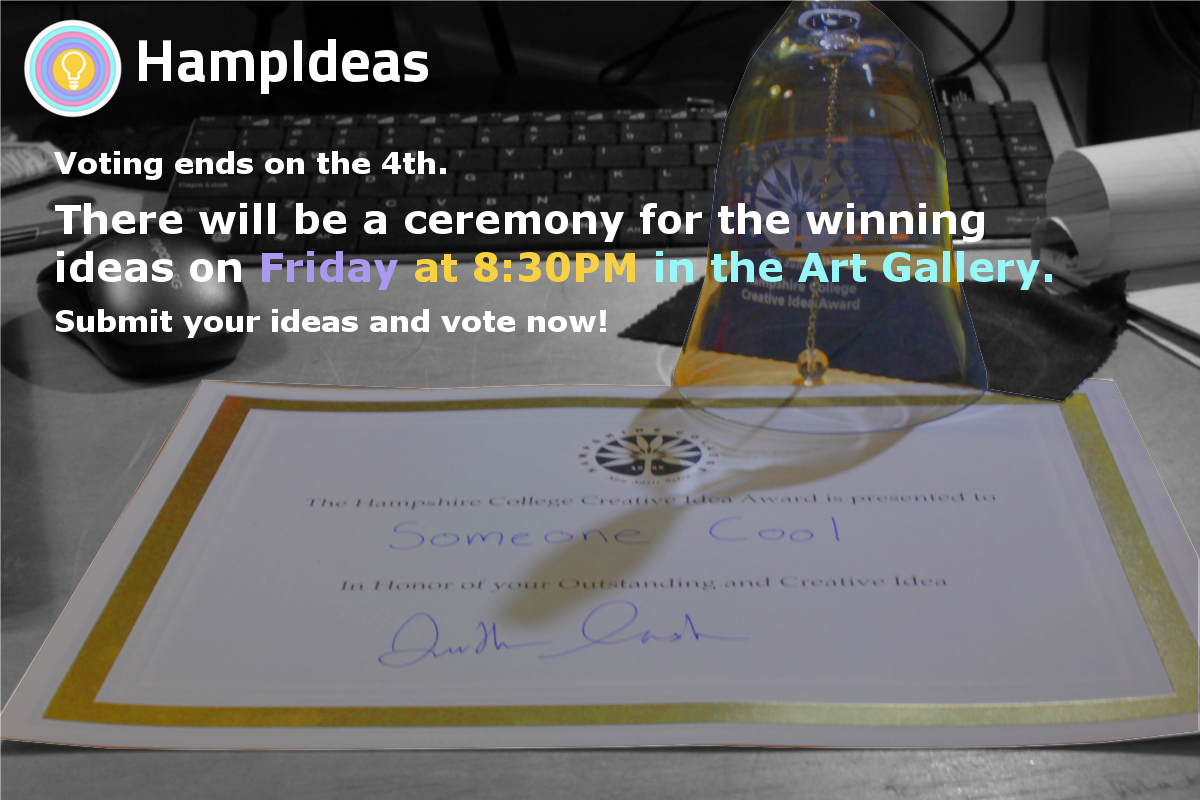 HampIdeas
Voting ends on the 4th.
There will be a ceremony for the winning
ideas on Friday at 8:30PM in the Art Gallery.
Hampshire College
Creative Idea Award
Submit your ideas and vote now!
HAMPSHIRE COLLEGE
The Hampshire College Creative Idea Award is presented to
Someone Cool
In Honor of your Outstanding and Creative Idea